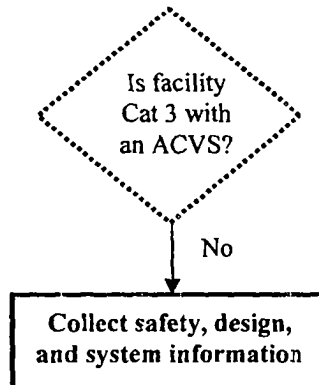 Is facility
Cat 3 with
an ACVS?
No
Collect safety, design,
and system information